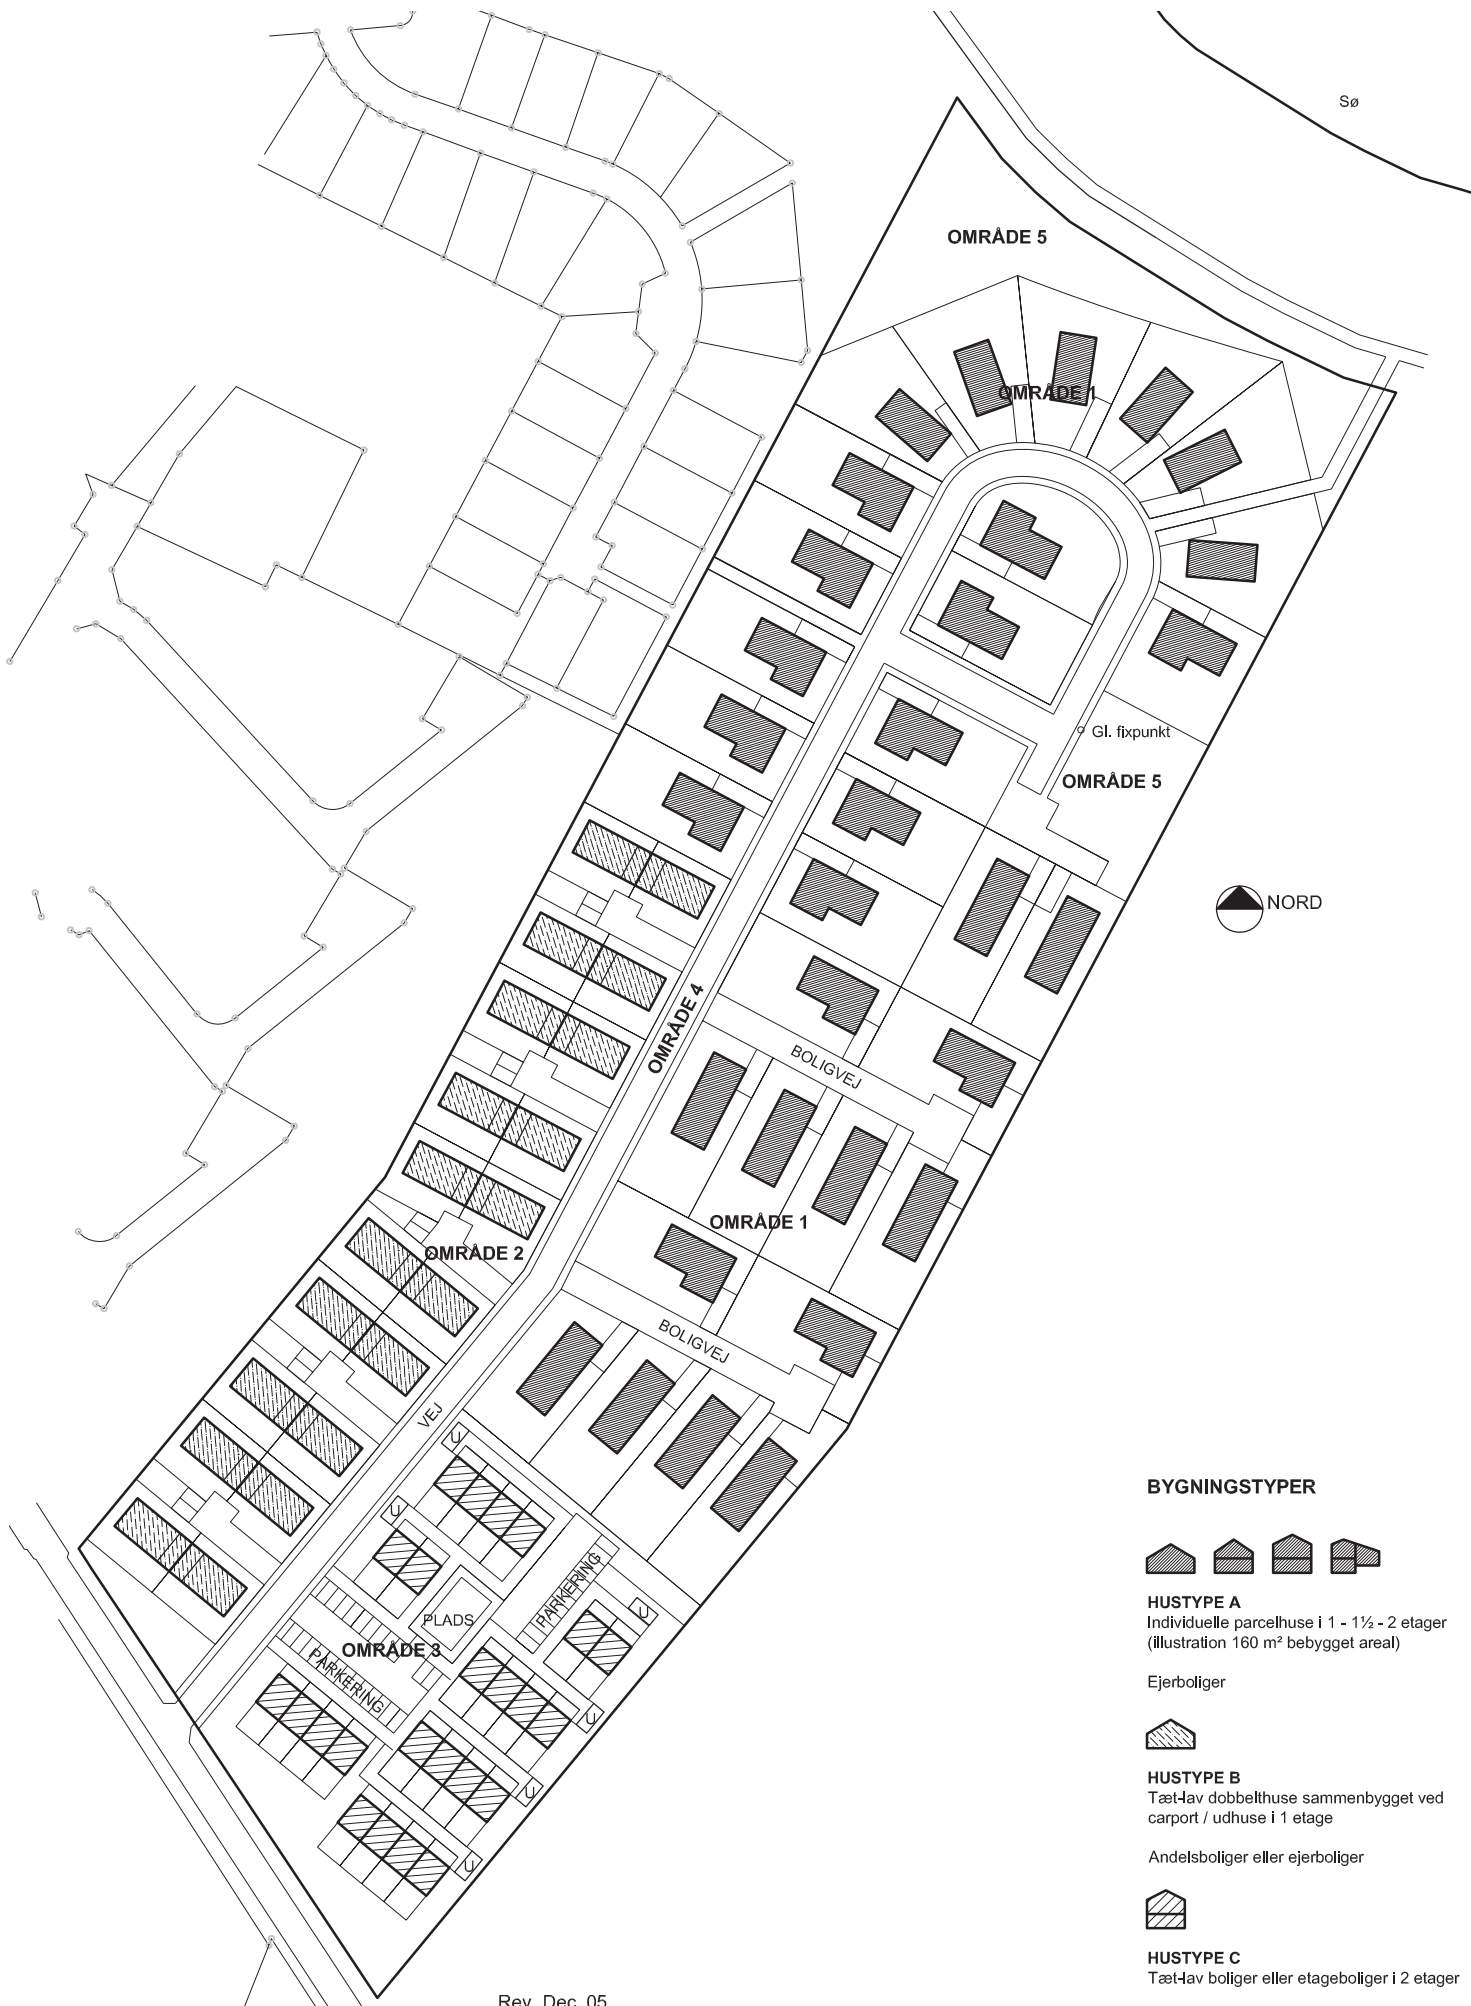 Sø
OMRÅDE 5
OMRÅDE 1
Gl. fixpunkt
OMRÅDE 5
NORD
OMRÅDE 4
BOLIGVEJ
OMRÅDE 1
OMRÅDE 2
BOLIGVEJ
VEJ
U
U
PARKERING
PLADS
U
OMRÅDE 3
PARKERING
U
U
U
BYGNINGSTYPER
HUSTYPE A
Individuelle parcelhuse i 1 - 1½ - 2 etager
(illustration 160 m² bebygget areal)
Ejerboliger
HUSTYPE B
Tæt-lav dobbelthuse sammenbygget ved
carport / udhuse i 1 etage
Andelsboliger eller ejerboliger
HUSTYPE C
Tæt-lav boliger eller etageboliger i 2 etager
Rev. Dec. 05